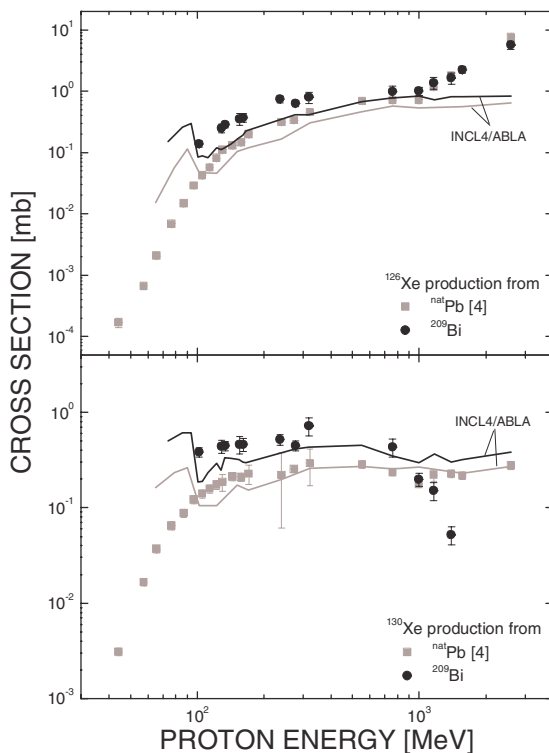 10¹
10⁰
10⁻¹
10⁻²
10⁻³
10⁻⁴
INCL4/ABLA
¹²⁶Xe production from
ⁿᵃᵗPb [4]
²⁰⁹Bi
CROSS SECTION [mb]
10⁰
10⁻¹
10⁻²
10⁻³
INCL4/ABLA
¹³⁰Xe production from
ⁿᵃᵗPb [4]
²⁰⁹Bi
10² 10³
PROTON ENERGY [MeV]